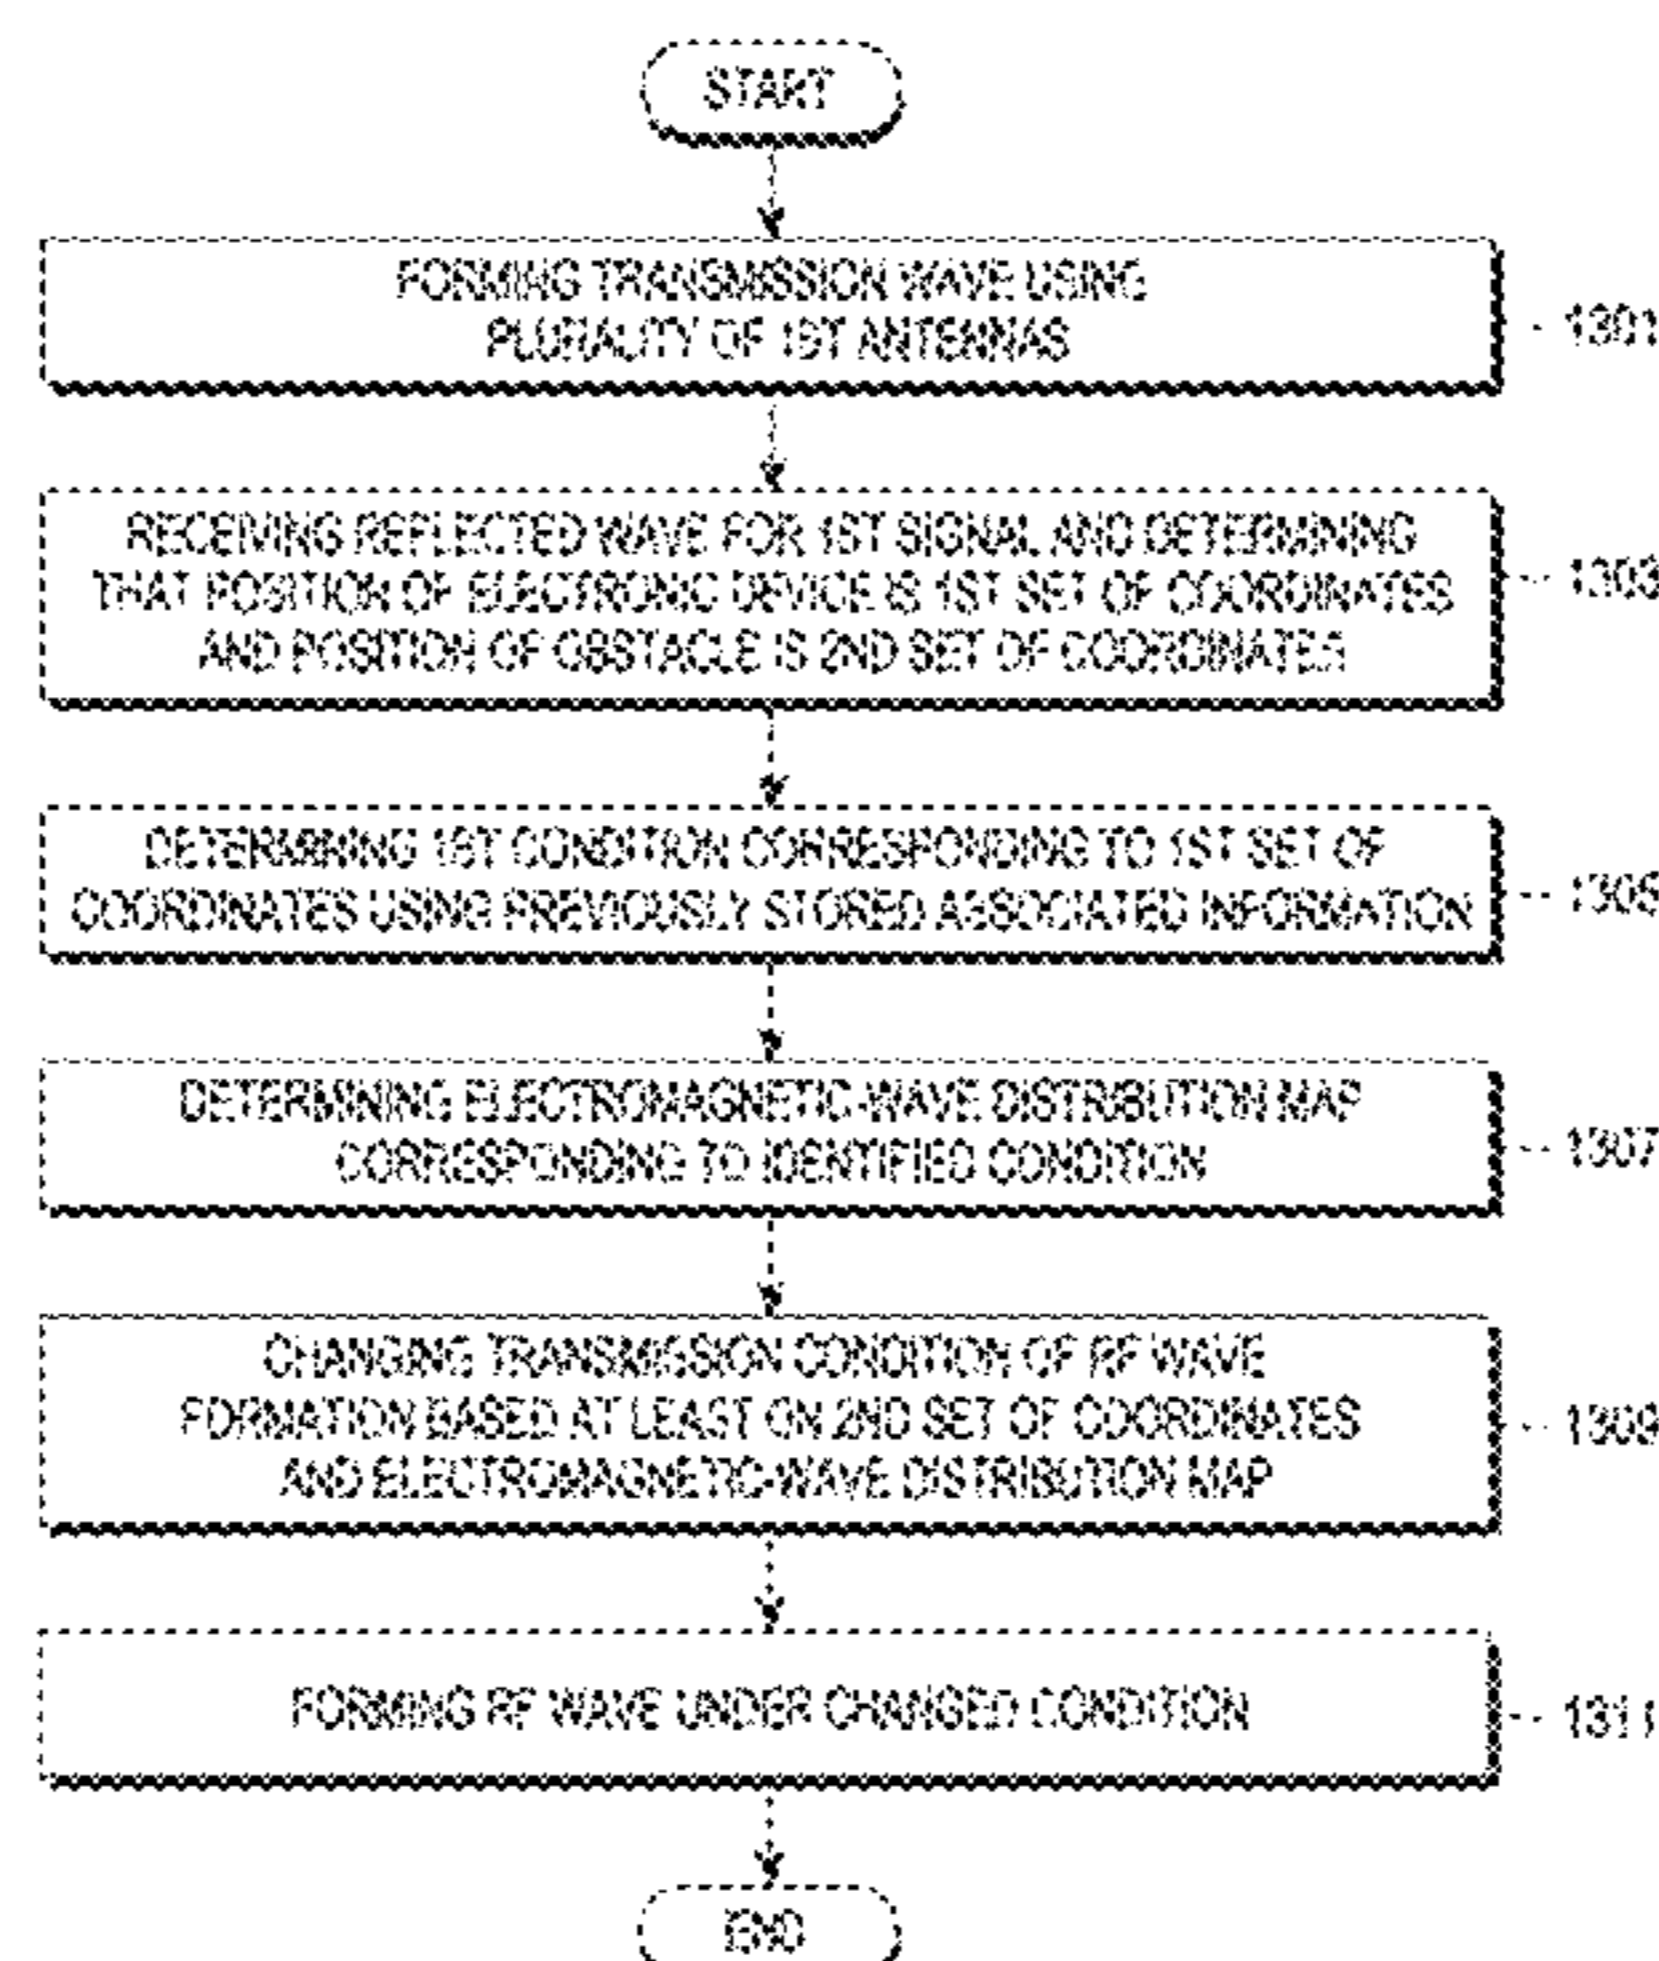 START
FORMING TRANSMISSION WAVE USING
PLURALITY OF 1ST ANTENNAS
1301
RECEIVING REFLECTED WAVE FOR 1ST SIGNAL AND DETERMINING
THAT POSITION OF ELECTRONIC DEVICE IS 1ST SET OF COORDINATES
AND POSITION OF OBSTACLE IS 2ND SET OF COORDINATES
1303
DETERMINING 1ST CONDITION CORRESPONDING TO 1ST SET OF
COORDINATES USING PREVIOUSLY STORED ASSOCIATED INFORMATION
1305
DETERMINING ELECTROMAGNETIC-WAVE DISTRIBUTION MAP
CORRESPONDING TO IDENTIFIED CONDITION
1307
CHANGING TRANSMISSION CONDITION OF RF WAVE
FORMATION BASED AT LEAST ON 2ND SET OF COORDINATES
AND ELECTROMAGNETIC-WAVE DISTRIBUTION MAP
1309
FORMING RF WAVE UNDER CHANGED CONDITION
1311
END